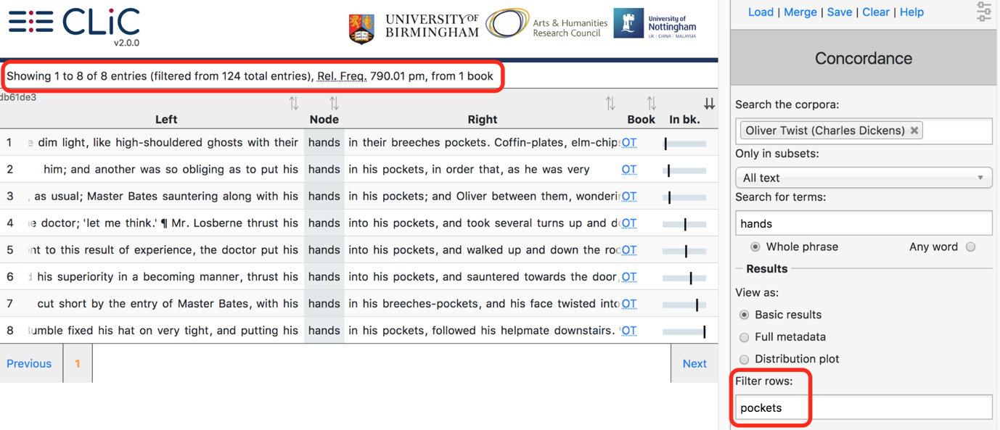 CLiC
v2.0.0
UNIVERSITY OF
BIRMINGHAM
Arts & Humanities
Research Council
University of
Nottingham
UK | CHINA | MALAYSIA
Showing 1 to 8 of 8 entries (filtered from 124 total entries), Rel. Freq. 790.01 pm, from 1 book
db61de3
Left Node Right Book In bk.
1 e dim light, like high-shouldered ghosts with their hands in their breeches pockets. Coffin-plates, elm-chips OT
2 him; and another was so obliging as to put his hands in his pockets, in order that, as he was very OT
3 , as usual; Master Bates sauntering along with his hands in his pockets; and Oliver between them, wonderi OT
4 e doctor; 'let me think.' ¶ Mr. Losberne thrust his hands into his pockets, and took several turns up and d OT
5 nt to this result of experience, the doctor put his hands into his pockets, and walked up and down the roo OT
6 d his superiority in a becoming manner, thrust his hands into his pockets, and sauntered towards the door, OT
7 cut short by the entry of Master Bates, with his hands in his breeches-pockets, and his face twisted into OT
8 umble fixed his hat on very tight, and putting his hands in his pockets, followed his helpmate downstairs. ' OT
Previous 1 Next
Load | Merge | Save | Clear | Help
Concordance
Search the corpora:
Oliver Twist (Charles Dickens) ×
Only in subsets:
All text
Search for terms:
hands
Whole phrase Any word
Results
View as:
Basic results
Full metadata
Distribution plot
Filter rows:
pockets